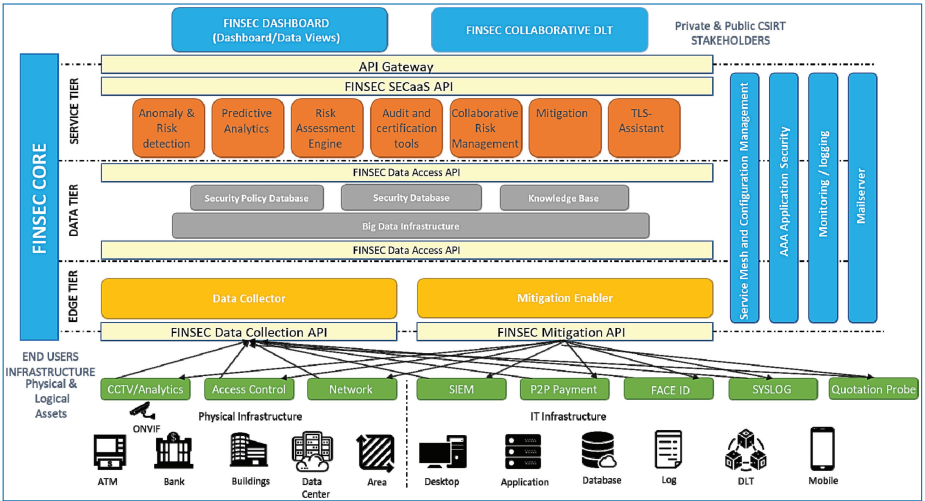 FINSEC DASHBOARD
(Dashboard/Data Views)
FINSEC COLLABORATIVE DLT
Private & Public CSIRT
STAKEHOLDERS
FINSEC CORE
SERVICE TIER
API Gateway
FINSEC SECaaS API
Anomaly &
Risk
detection
Predictive
Analytics
Risk
Assessment
Engine
Audit and
certification
tools
Collaborative
Risk
Management
Mitigation
TLS-
Assistant
DATA TIER
FINSEC Data Access API
Security Policy Database
Security Database
Knowledge Base
Big Data Infrastructure
FINSEC Data Access API
EDGE TIER
Data Collector
Mitigation Enabler
FINSEC Data Collection API
FINSEC Mitigation API
Service Mesh and Configuration Management
AAA Application Security
Monitoring / logging
Mailserver
END USERS
INFRASTRUCTURE
Physical &
Logical
Assets
CCTV/Analytics
Access Control
Network
SIEM
P2P Payment
FACE ID
SYSLOG
Quotation Probe
ONVIF
Physical Infrastructure
IT Infrastructure
ATM
Bank
Buildings
Data
Center
Area
Desktop
Application
Database
Log
DLT
Mobile